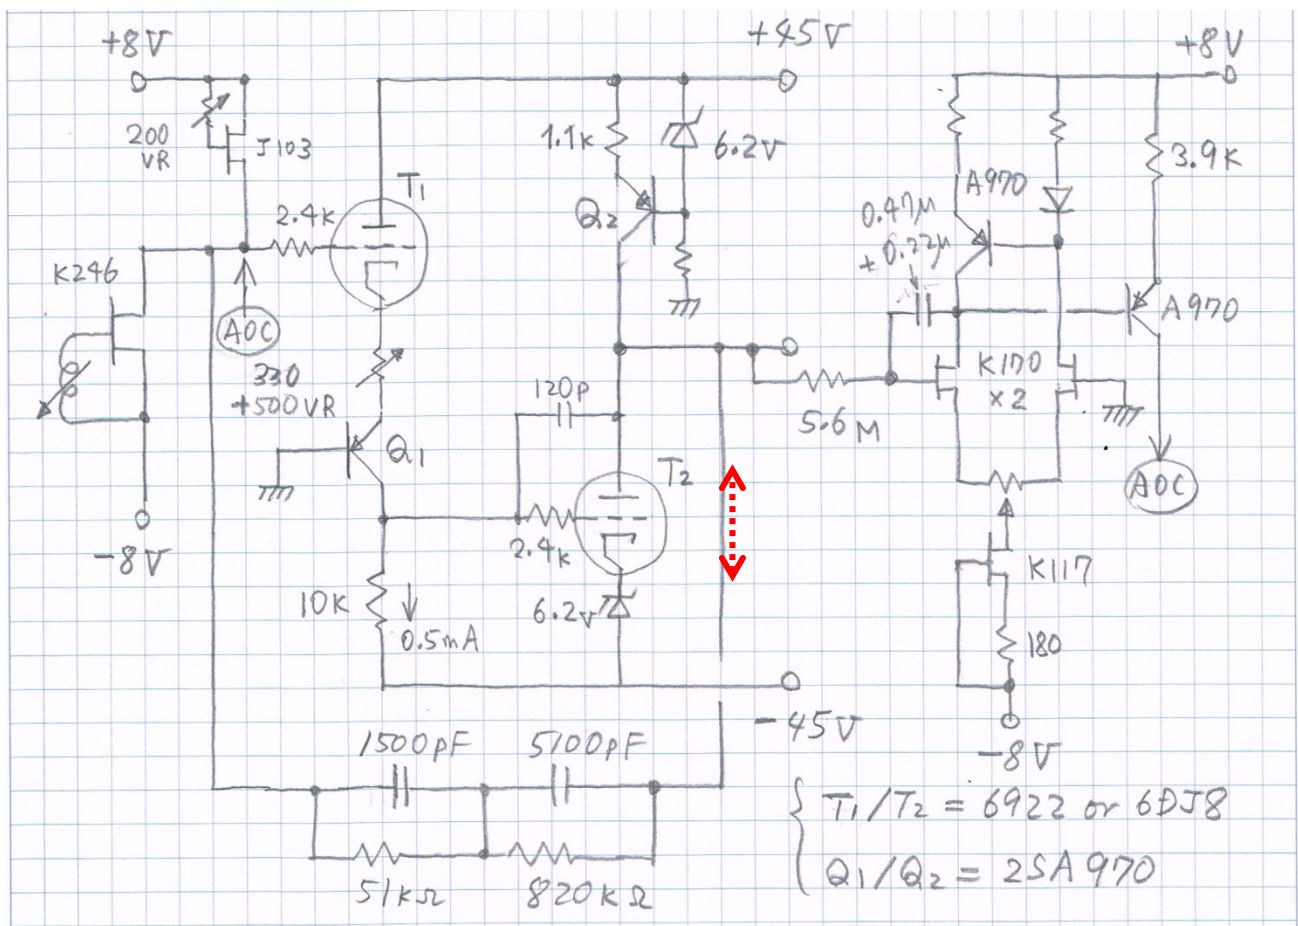 +8V
+45V
+8V
200
VR
J103
1.1K
6.2V
3.9K
T1
A970
2.4K
Q2
0.47μ
+0.22μ
K246
AOC
A970
330
+500VR
120p
K170
×2
5.6M
Q1
T2
AOC
2.4K
-8V
K117
10K
0.5mA
6.2V
180
-45V
-8V
1500pF
5100pF
T1/T2 = 6922 or 6DJ8
Q1/Q2 = 2SA970
51KΩ
820KΩ